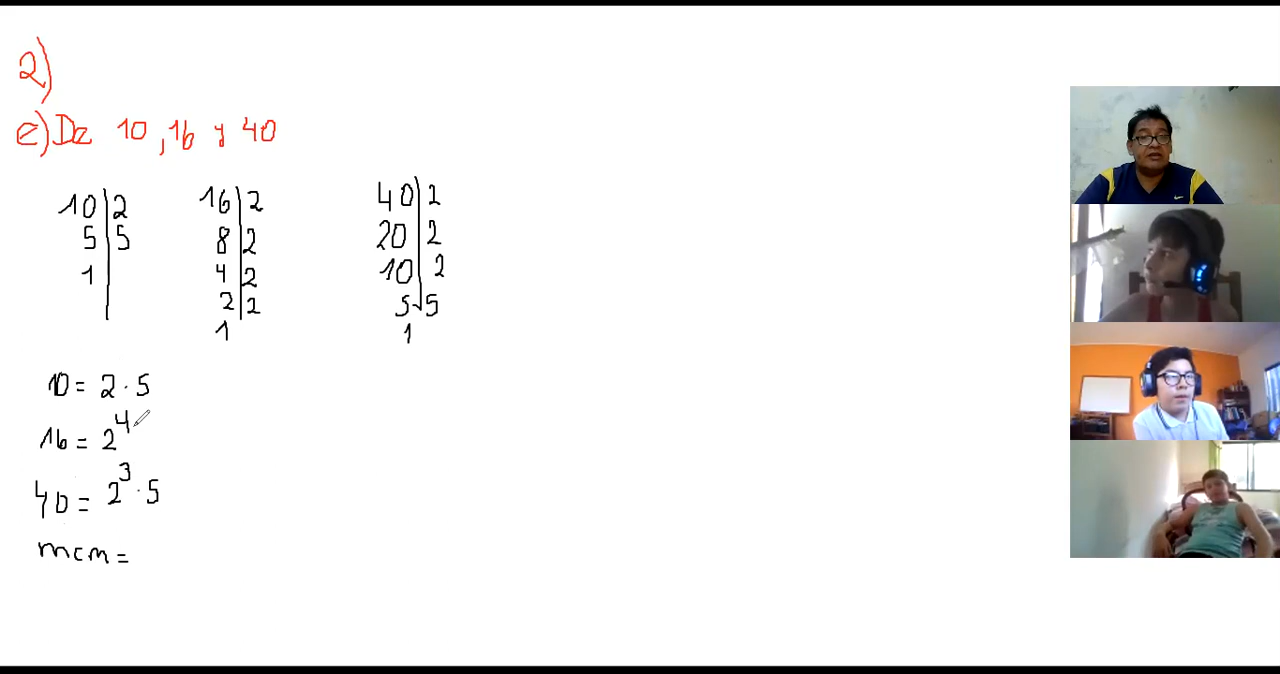 2)
e) De 10, 16 y 40
10 | 2 16 | 2 40 | 2
5 | 5 8 | 2 20 | 2
1 | 4 | 2 10 | 2
2 | 2 5 | 5
1 1
10 = 2 · 5
16 = 2⁴
40 = 2³ · 5
mcm =